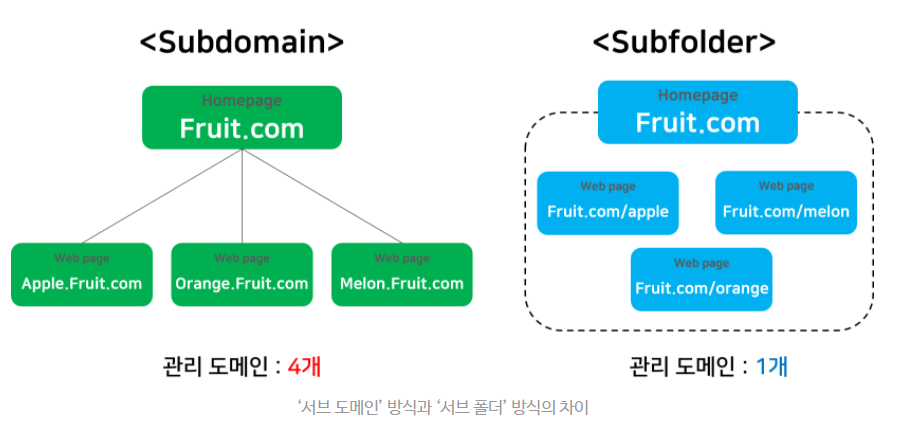 <Subdomain>
Homepage
Fruit.com
Web page
Apple.Fruit.com
Web page
Orange.Fruit.com
Web page
Melon.Fruit.com
관리 도메인 : 4개
<Subfolder>
Homepage
Fruit.com
Web page
Fruit.com/apple
Web page
Fruit.com/melon
Web page
Fruit.com/orange
관리 도메인 : 1개
‘서브 도메인’ 방식과 ‘서브 폴더’ 방식의 차이